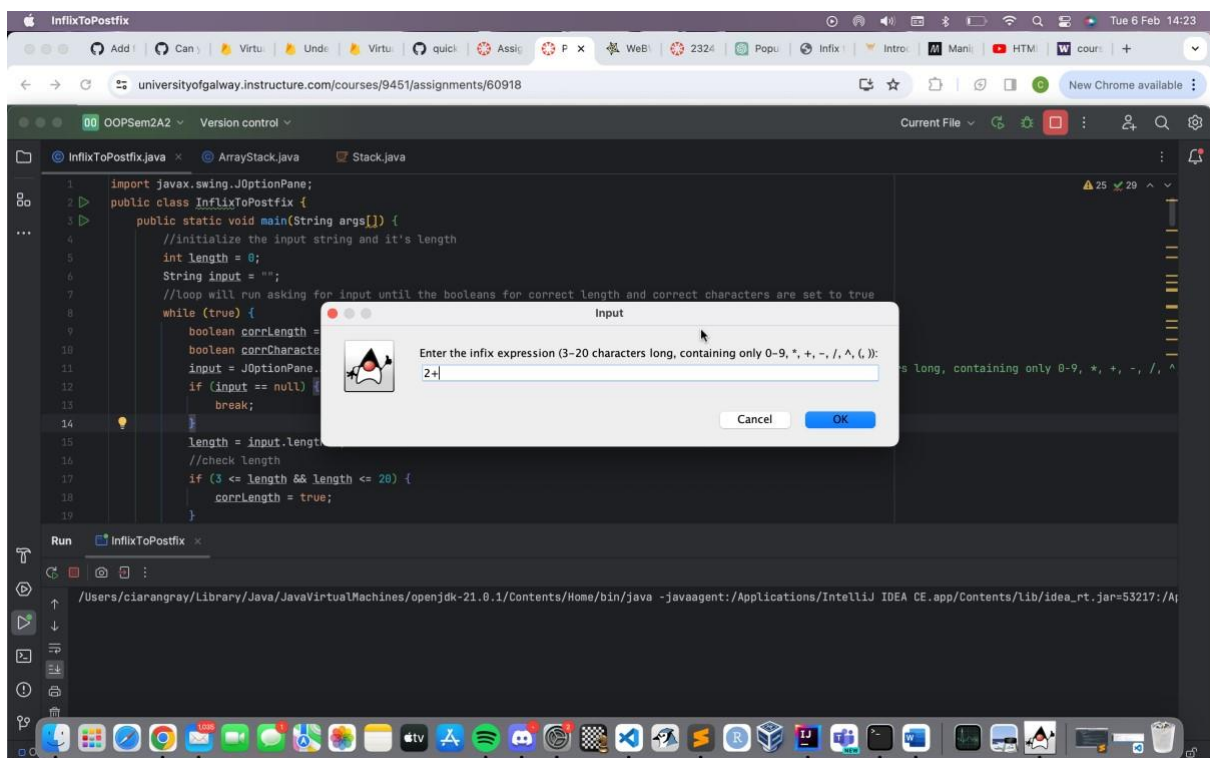 InflixToPostfix
Tue 6 Feb 14:23
Add
Can y
Virtu
Unde
Virtu
quick
Assig
P
WeB
2324
Popu
Infix t
Introc
Manip
HTM
cours
universityofgalway.instructure.com/courses/9451/assignments/60918
New Chrome available
OO OOPSem2A2
Version control
Current File
InflixToPostfix.java
ArrayStack.java
Stack.java
25 29
1 import javax.swing.JOptionPane;
2 public class InflixToPostfix {
3 public static void main(String args[]) {
4 //initialize the input string and it's length
5 int length = 0;
6 String input = "";
7 //loop will run asking for input until the booleans for correct length and correct characters are set to true
8 while (true) {
9 boolean corrLength =
10 boolean corrCharacte
11 input = JOptionPane.
s long, containing only 0-9, *, +, -, /, ^
12 if (input == null) {
13 break;
14 }
15 length = input.lengt
16 //check length
17 if (3 <= length && length <= 20) {
18 corrLength = true;
19 }
Input
Enter the infix expression (3-20 characters long, containing only 0-9, *, +, -, /, ^, (, )):
2+
Cancel
OK
Run
InflixToPostfix
/Users/ciarangray/Library/Java/JavaVirtualMachines/openjdk-21.0.1/Contents/Home/bin/java -javaagent:/Applications/IntelliJ IDEA CE.app/Contents/lib/idea_rt.jar=53217:/Ap
tv